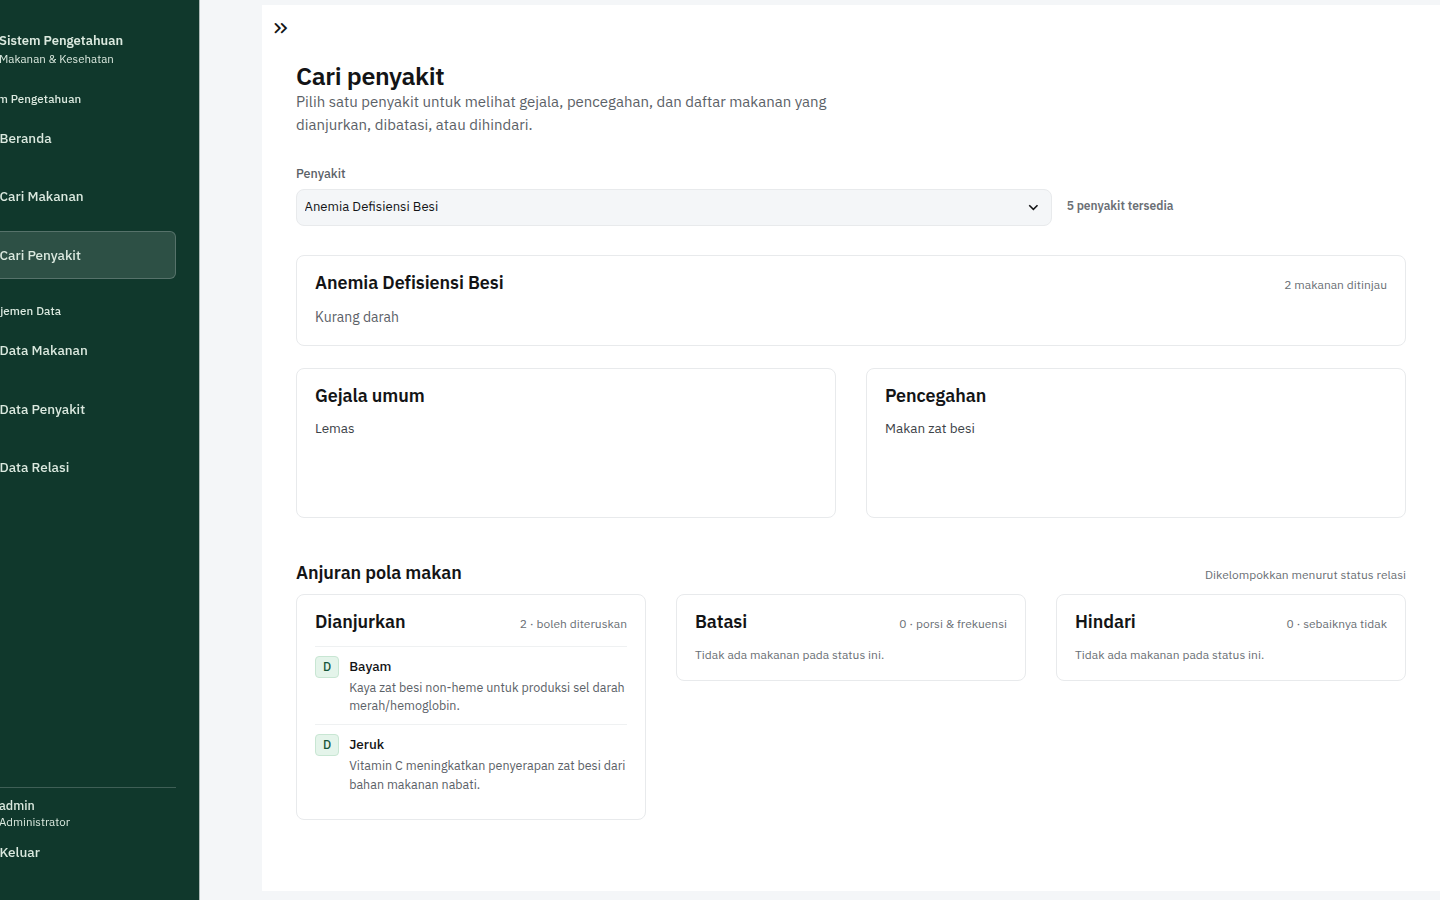 Sistem Pengetahuan
Makanan & Kesehatan
m Pengetahuan
Beranda
Cari Makanan
Cari Penyakit
jemen Data
Data Makanan
Data Penyakit
Data Relasi
admin
Administrator
Keluar
Cari penyakit
Pilih satu penyakit untuk melihat gejala, pencegahan, dan daftar makanan yang
dianjurkan, dibatasi, atau dihindari.
Penyakit
Anemia Defisiensi Besi
5 penyakit tersedia
Anemia Defisiensi Besi
2 makanan ditinjau
Kurang darah
Gejala umum
Lemas
Pencegahan
Makan zat besi
Anjuran pola makan
Dikelompokkan menurut status relasi
Dianjurkan
2 · boleh diteruskan
D
Bayam
Kaya zat besi non-heme untuk produksi sel darah
merah/hemoglobin.
D
Jeruk
Vitamin C meningkatkan penyerapan zat besi dari
bahan makanan nabati.
Batasi
0 · porsi & frekuensi
Tidak ada makanan pada status ini.
Hindari
0 · sebaiknya tidak
Tidak ada makanan pada status ini.